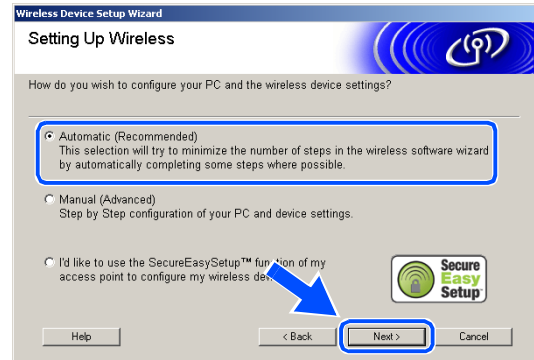 Wireless Device Setup Wizard
Setting Up Wireless
How do you wish to configure your PC and the wireless device settings?
Automatic (Recommended)
This selection will try to minimize the number of steps in the wireless software wizard
by automatically completing some steps where possible.
Manual (Advanced)
Step by Step configuration of your PC and device settings.
I'd like to use the SecureEasySetup™ function of my
access point to configure my wireless
Secure
Easy
Setup™
Help
< Back
Next >
Cancel